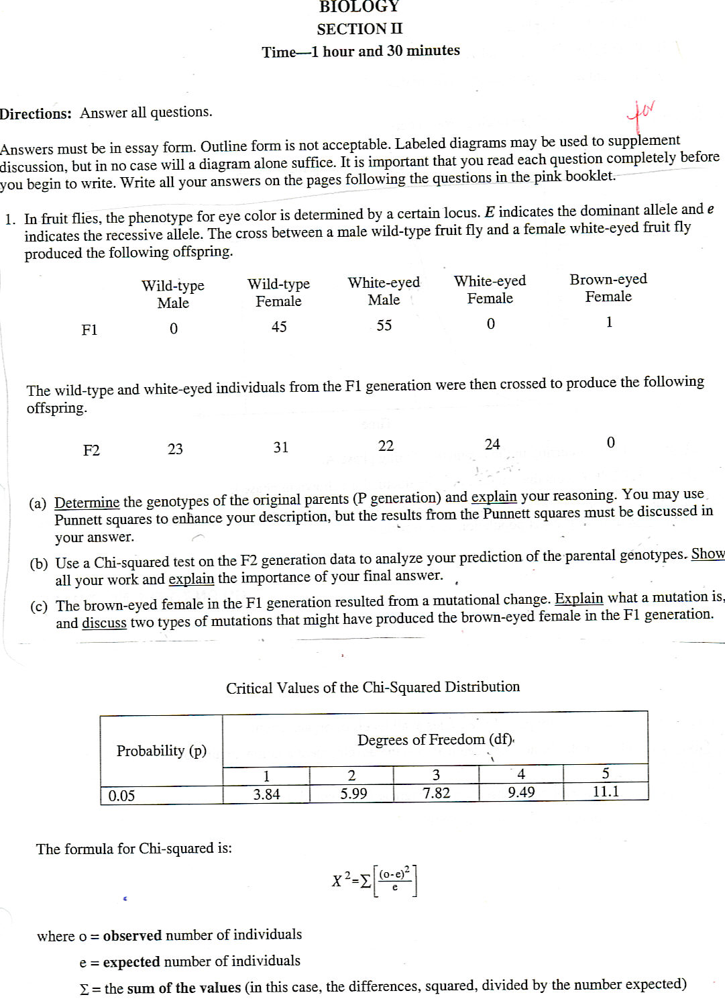 BIOLOGY
SECTION II
Time—1 hour and 30 minutes
for
Directions: Answer all questions.
Answers must be in essay form. Outline form is not acceptable. Labeled diagrams may be used to supplement
discussion, but in no case will a diagram alone suffice. It is important that you read each question completely before
you begin to write. Write all your answers on the pages following the questions in the pink booklet.
1. In fruit flies, the phenotype for eye color is determined by a certain locus. E indicates the dominant allele and e
indicates the recessive allele. The cross between a male wild-type fruit fly and a female white-eyed fruit fly
produced the following offspring.
Wild-type Wild-type White-eyed White-eyed Brown-eyed
Male Female Male Female Female
F1 0 45 55 0 1
The wild-type and white-eyed individuals from the F1 generation were then crossed to produce the following
offspring.
F2 23 31 22 24 0
(a) Determine the genotypes of the original parents (P generation) and explain your reasoning. You may use
Punnett squares to enhance your description, but the results from the Punnett squares must be discussed in
your answer.
(b) Use a Chi-squared test on the F2 generation data to analyze your prediction of the parental genotypes. Show
all your work and explain the importance of your final answer.
(c) The brown-eyed female in the F1 generation resulted from a mutational change. Explain what a mutation is,
and discuss two types of mutations that might have produced the brown-eyed female in the F1 generation.
Critical Values of the Chi-Squared Distribution
Probability (p) Degrees of Freedom (df)
1 2 3 4 5
0.05 3.84 5.99 7.82 9.49 11.1
The formula for Chi-squared is:
X²=Σ[(o-e)²/e]
where o = observed number of individuals
e = expected number of individuals
Σ = the sum of the values (in this case, the differences, squared, divided by the number expected)